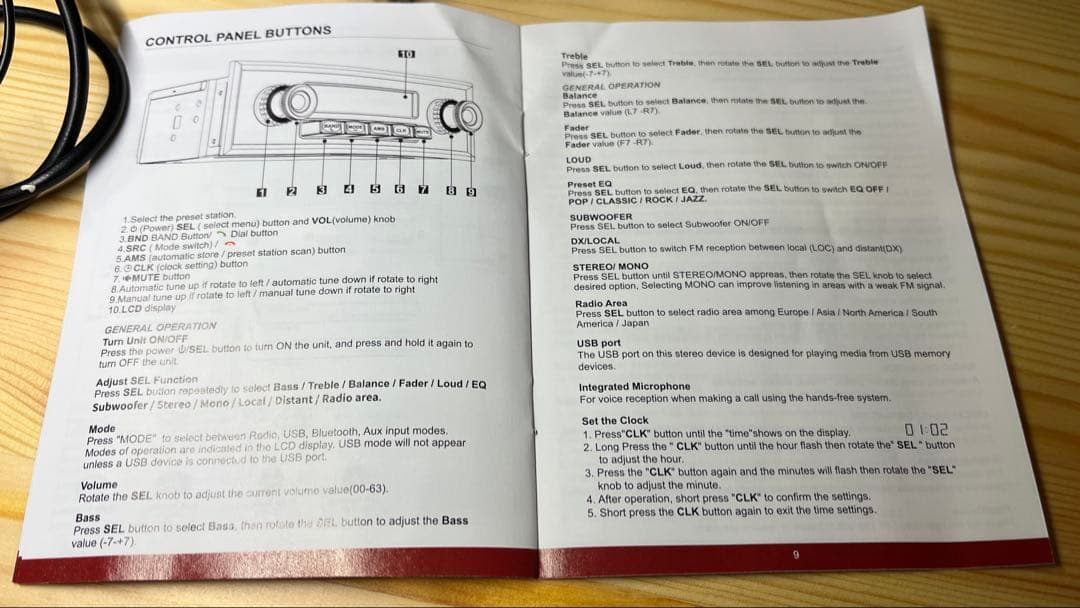 CONTROL PANEL BUTTONS
10
BAND MODE AMS CLK MUTE
1 2 3 4 5 6 7 8 9
1.Select the preset station.
2. (Power) SEL ( select menu) button and VOL(volume) knob
3.BND BAND Button/ Dial button
4.SRC ( Mode switch) /
5.AMS (automatic store / preset station scan) button
6. CLK (clock setting) button
7. MUTE button
8.Automatic tune up if rotate to left / automatic tune down if rotate to right
9.Manual tune up if rotate to left / manual tune down if rotate to right
10.LCD display
GENERAL OPERATION
Turn Unit ON/OFF
Press the power /SEL button to turn ON the unit, and press and hold it again to
turn OFF the unit.
Adjust SEL Function
Press SEL button repeatedly to select Bass / Treble / Balance / Fader / Loud / EQ
Subwoofer / Stereo / Mono / Local / Distant / Radio area.
Mode
Press "MODE" to select between Radio, USB, Bluetooth, Aux input modes.
Modes of operation are indicated in the LCD display. USB mode will not appear
unless a USB device is connected to the USB port.
Volume
Rotate the SEL knob to adjust the current volume value(00-63).
Bass
Press SEL button to select Bass, then rotate the SEL button to adjust the Bass
value (-7-+7).
Treble
Press SEL button to select Treble, then rotate the SEL button to adjust the Treble
value(-7-+7).
GENERAL OPERATION
Balance
Press SEL button to select Balance, then rotate the SEL button to adjust the
Balance value (L7 -R7).
Fader
Press SEL button to select Fader, then rotate the SEL button to adjust the
Fader value (F7 -R7).
LOUD
Press SEL button to select Loud, then rotate the SEL button to switch ON/OFF
Preset EQ
Press SEL button to select EQ, then rotate the SEL button to switch EQ OFF /
POP / CLASSIC / ROCK / JAZZ.
SUBWOOFER
Press SEL button to select Subwoofer ON/OFF
DX/LOCAL
Press SEL button to switch FM reception between local (LOC) and distant(DX)
STEREO/ MONO
Press SEL button until STEREO/MONO appreas, then rotate the SEL knob to select
desired option, Selecting MONO can improve listening in areas with a weak FM signal.
Radio Area
Press SEL button to select radio area among Europe / Asia / North America / South
America / Japan
USB port
The USB port on this stereo device is designed for playing media from USB memory
devices.
Integrated Microphone
For voice reception when making a call using the hands-free system.
Set the Clock
1. Press"CLK" button until the "time"shows on the display. 01:02
2. Long Press the " CLK" button until the hour flash then rotate the" SEL " button
to adjust the hour.
3. Press the "CLK" button again and the minutes will flash then rotate the "SEL"
knob to adjust the minute.
4. After operation, short press "CLK" to confirm the settings.
5. Short press the CLK button again to exit the time settings.
9